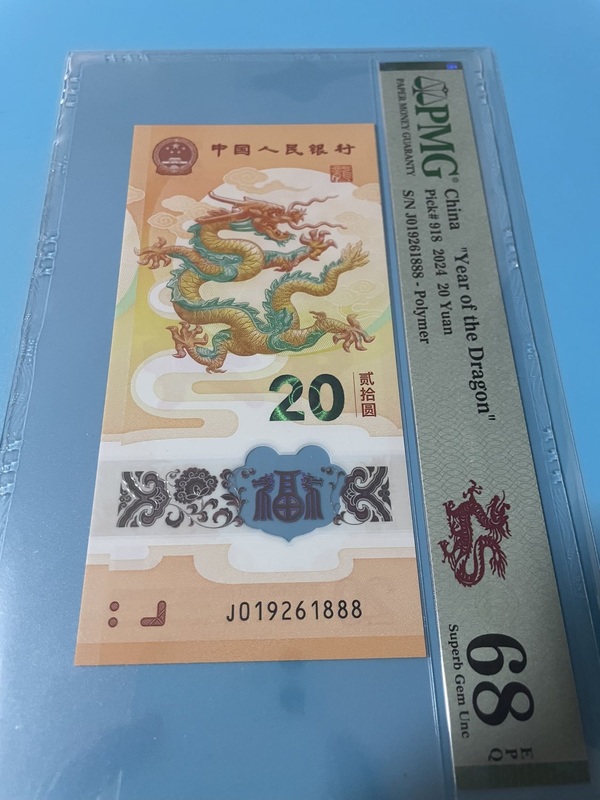 中国人民银行
20
贰拾圆
福
J019261888
PMG
PAPER MONEY GUARANTY
China "Year of the Dragon"
Pick# 918 2024 20 Yuan
S/N J019261888 - Polymer
68
EPQ
Superb Gem Unc